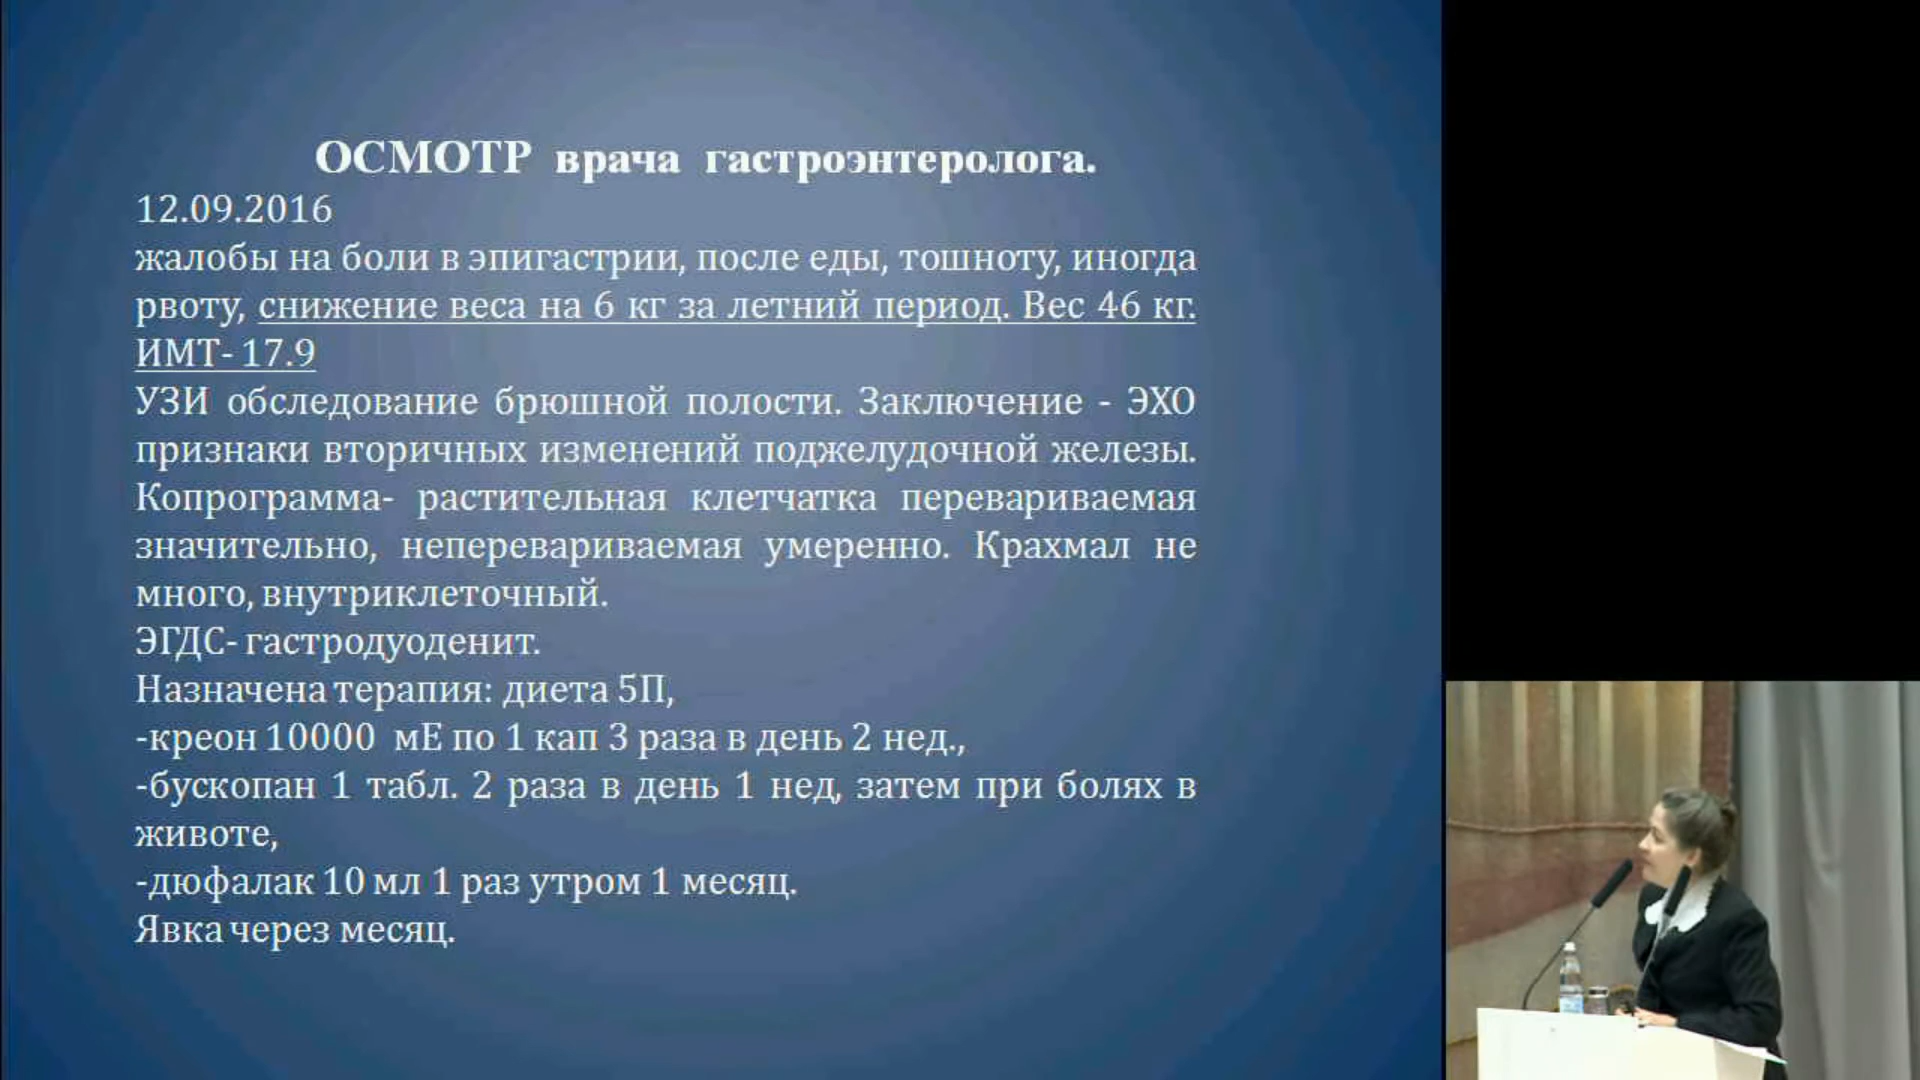 ОСМОТР врача гастроэнтеролога.
12.09.2016
жалобы на боли в эпигастрии, после еды, тошноту, иногда
рвоту, снижение веса на 6 кг за летний период. Вес 46 кг.
ИМТ- 17.9
УЗИ обследование брюшной полости. Заключение - ЭХО
признаки вторичных изменений поджелудочной железы.
Копрограмма- растительная клетчатка перевариваемая
значительно, неперевариваемая умеренно. Крахмал не
много, внутриклеточный.
ЭГДС- гастродуоденит.
Назначена терапия: диета 5П,
-креон 10000 мЕ по 1 кап 3 раза в день 2 нед.,
-бускопан 1 табл. 2 раза в день 1 нед, затем при болях в
животе,
-дюфалак 10 мл 1 раз утром 1 месяц.
Явка через месяц.